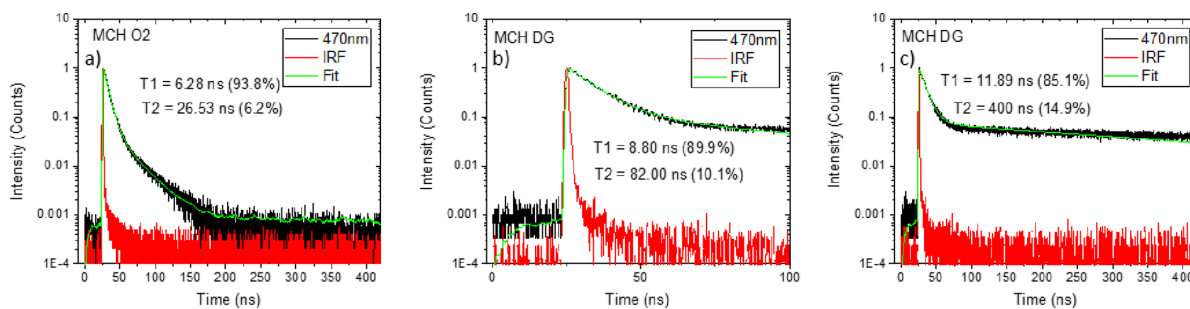 MCH O2
a)
470nm
IRF
Fit
T1 = 6.28 ns (93.8%)
T2 = 26.53 ns (6.2%)
Intensity (Counts)
10
1
0.1
0.01
0.001
1E-4
0 50 100 150 200 250 300 350 400
Time (ns)
MCH DG
b)
470nm
IRF
Fit
T1 = 8.80 ns (89.9%)
T2 = 82.00 ns (10.1%)
Intensity (Counts)
10
1
0.1
0.01
0.001
1E-4
0 50 100
Time (ns)
MCH DG
c)
470nm
IRF
Fit
T1 = 11.89 ns (85.1%)
T2 = 400 ns (14.9%)
Intensity (Counts)
10
1
0.1
0.01
0.001
1E-4
0 50 100 150 200 250 300 350 400
Time (ns)